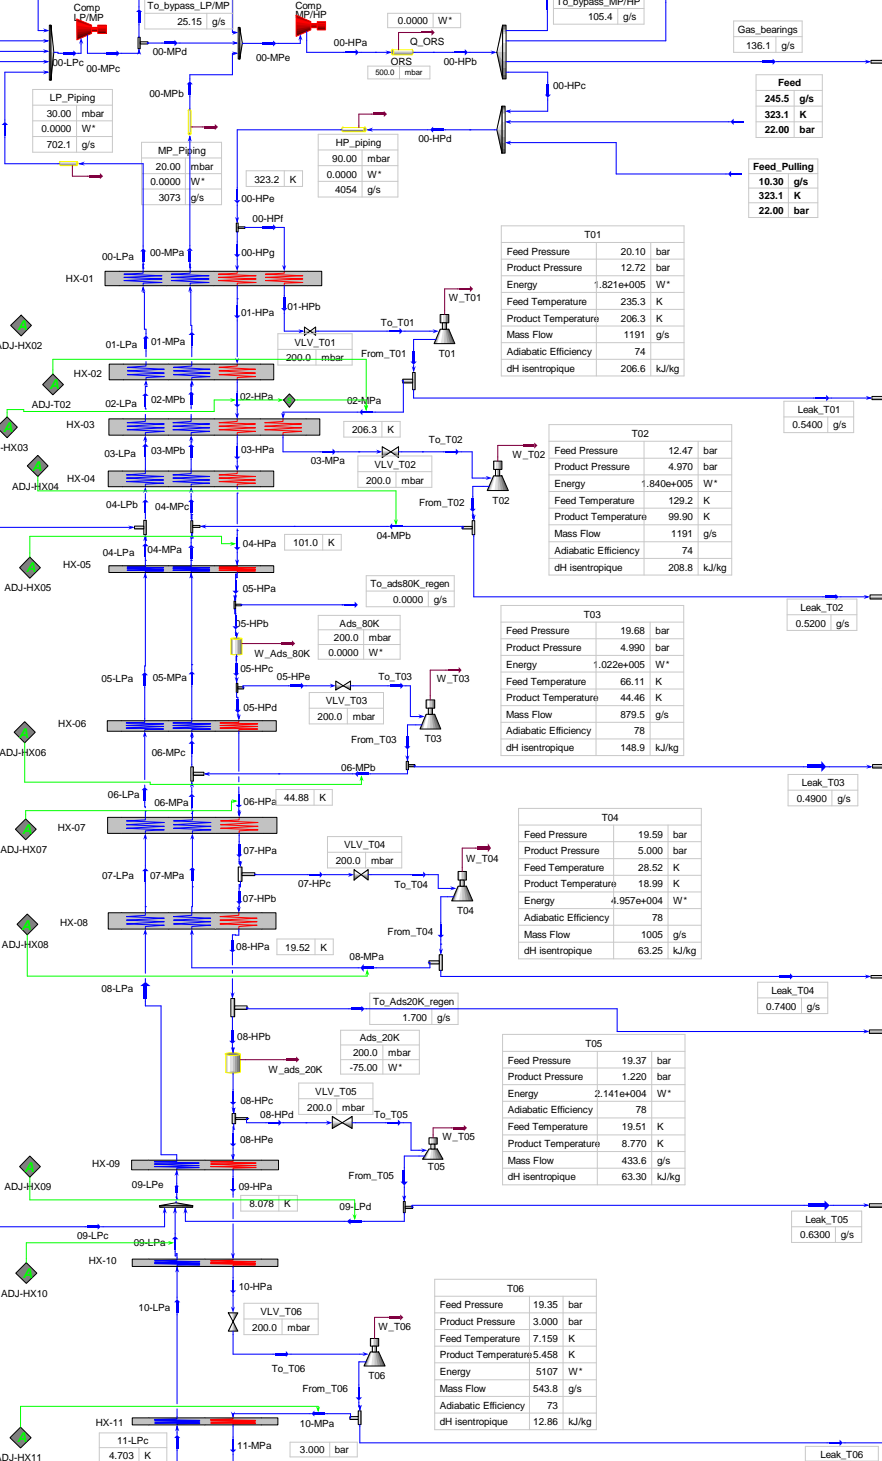 Comp
LP/MP
To_bypass_LP/MP
25.15 g/s
Comp
MP/HP
0.0000 W*
Q_ORS
To_bypass_MP/HP
105.4 g/s
Gas_bearings
136.1 g/s
00-LPc
00-MPc
00-MPd
00-MPe
00-HPa
ORS
500.0 mbar
00-HPb
00-HPc
00-MPb
LP_Piping
30.00 mbar
0.0000 W*
702.1 g/s
MP_Piping
20.00 mbar
0.0000 W*
3073 g/s
HP_piping
90.00 mbar
0.0000 W*
4054 g/s
00-HPd
Feed
245.5 g/s
323.1 K
22.00 bar
Feed_Pulling
10.30 g/s
323.1 K
22.00 bar
323.2 K
00-HPe
00-HPf
00-LPa
00-MPa
00-HPg
HX-01
T01
Feed Pressure 20.10 bar
Product Pressure 12.72 bar
Energy 1.821e+005 W*
Feed Temperature 235.3 K
Product Temperature 206.3 K
Mass Flow 1191 g/s
Adiabatic Efficiency 74
dH isentropique 206.6 kJ/kg
W_T01
01-HPa
01-HPb
To_T01
VLV_T01
200.0 mbar
From_T01
T01
ADJ-HX02
01-LPa
01-MPa
HX-02
ADJ-T02
02-LPa
02-MPb
02-HPa
02-MPa
Leak_T01
0.5400 g/s
HX-03
-HX03
206.3 K
To_T02
W_T02
T02
Feed Pressure 12.47 bar
Product Pressure 4.970 bar
Energy 1.840e+005 W*
Feed Temperature 129.2 K
Product Temperature 99.90 K
Mass Flow 1191 g/s
Adiabatic Efficiency 74
dH isentropique 208.8 kJ/kg
03-LPa
03-MPb
03-HPa
03-MPa
VLV_T02
200.0 mbar
From_T02
T02
HX-04
ADJ-HX04
04-LPb
04-MPc
04-MPb
04-LPa
04-MPa
04-HPa
101.0 K
HX-05
ADJ-HX05
05-HPa
To_ads80K_regen
0.0000 g/s
Leak_T02
0.5200 g/s
05-HPb
Ads_80K
200.0 mbar
0.0000 W*
W_Ads_80K
05-HPc
05-LPa
05-MPa
05-HPe
To_T03
W_T03
VLV_T03
200.0 mbar
05-HPd
T03
Feed Pressure 19.68 bar
Product Pressure 4.990 bar
Energy 1.022e+005 W*
Feed Temperature 66.11 K
Product Temperature 44.46 K
Mass Flow 879.5 g/s
Adiabatic Efficiency 78
dH isentropique 148.9 kJ/kg
HX-06
ADJ-HX06
06-MPc
From_T03
T03
06-MPb
Leak_T03
0.4900 g/s
06-LPa
06-MPa
06-HPa
44.88 K
HX-07
ADJ-HX07
07-HPa
VLV_T04
200.0 mbar
W_T04
07-LPa
07-MPa
07-HPc
To_T04
T04
07-HPb
T04
Feed Pressure 19.59 bar
Product Pressure 5.000 bar
Feed Temperature 28.52 K
Product Temperature 18.99 K
Energy 4.957e+004 W*
Adiabatic Efficiency 78
Mass Flow 1005 g/s
dH isentropique 63.25 kJ/kg
HX-08
ADJ-HX08
From_T04
08-HPa
19.52 K
08-MPa
08-LPa
Leak_T04
0.7400 g/s
To_Ads20K_regen
1.700 g/s
08-HPb
Ads_20K
200.0 mbar
-75.00 W*
W_ads_20K
T05
Feed Pressure 19.37 bar
Product Pressure 1.220 bar
Energy 2.141e+004 W*
Adiabatic Efficiency 78
Feed Temperature 19.51 K
Product Temperature 8.770 K
Mass Flow 433.6 g/s
dH isentropique 63.30 kJ/kg
VLV_T05
200.0 mbar
08-HPc
08-HPd
To_T05
W_T05
08-HPe
T05
HX-09
ADJ-HX09
09-LPe
09-HPa
From_T05
8.078 K
09-LPd
Leak_T05
0.6300 g/s
09-LPc
09-LPa
HX-10
ADJ-HX10
10-HPa
10-LPa
VLV_T06
200.0 mbar
W_T06
T06
Feed Pressure 19.35 bar
Product Pressure 3.000 bar
Feed Temperature 7.159 K
Product Temperature 5.458 K
Energy 5107 W*
Mass Flow 543.8 g/s
Adiabatic Efficiency 73
dH isentropique 12.86 kJ/kg
To_T06
T06
From_T06
HX-11
ADJ-HX11
10-MPa
11-LPc
4.703 K
11-MPa
3.000 bar
Leak_T06